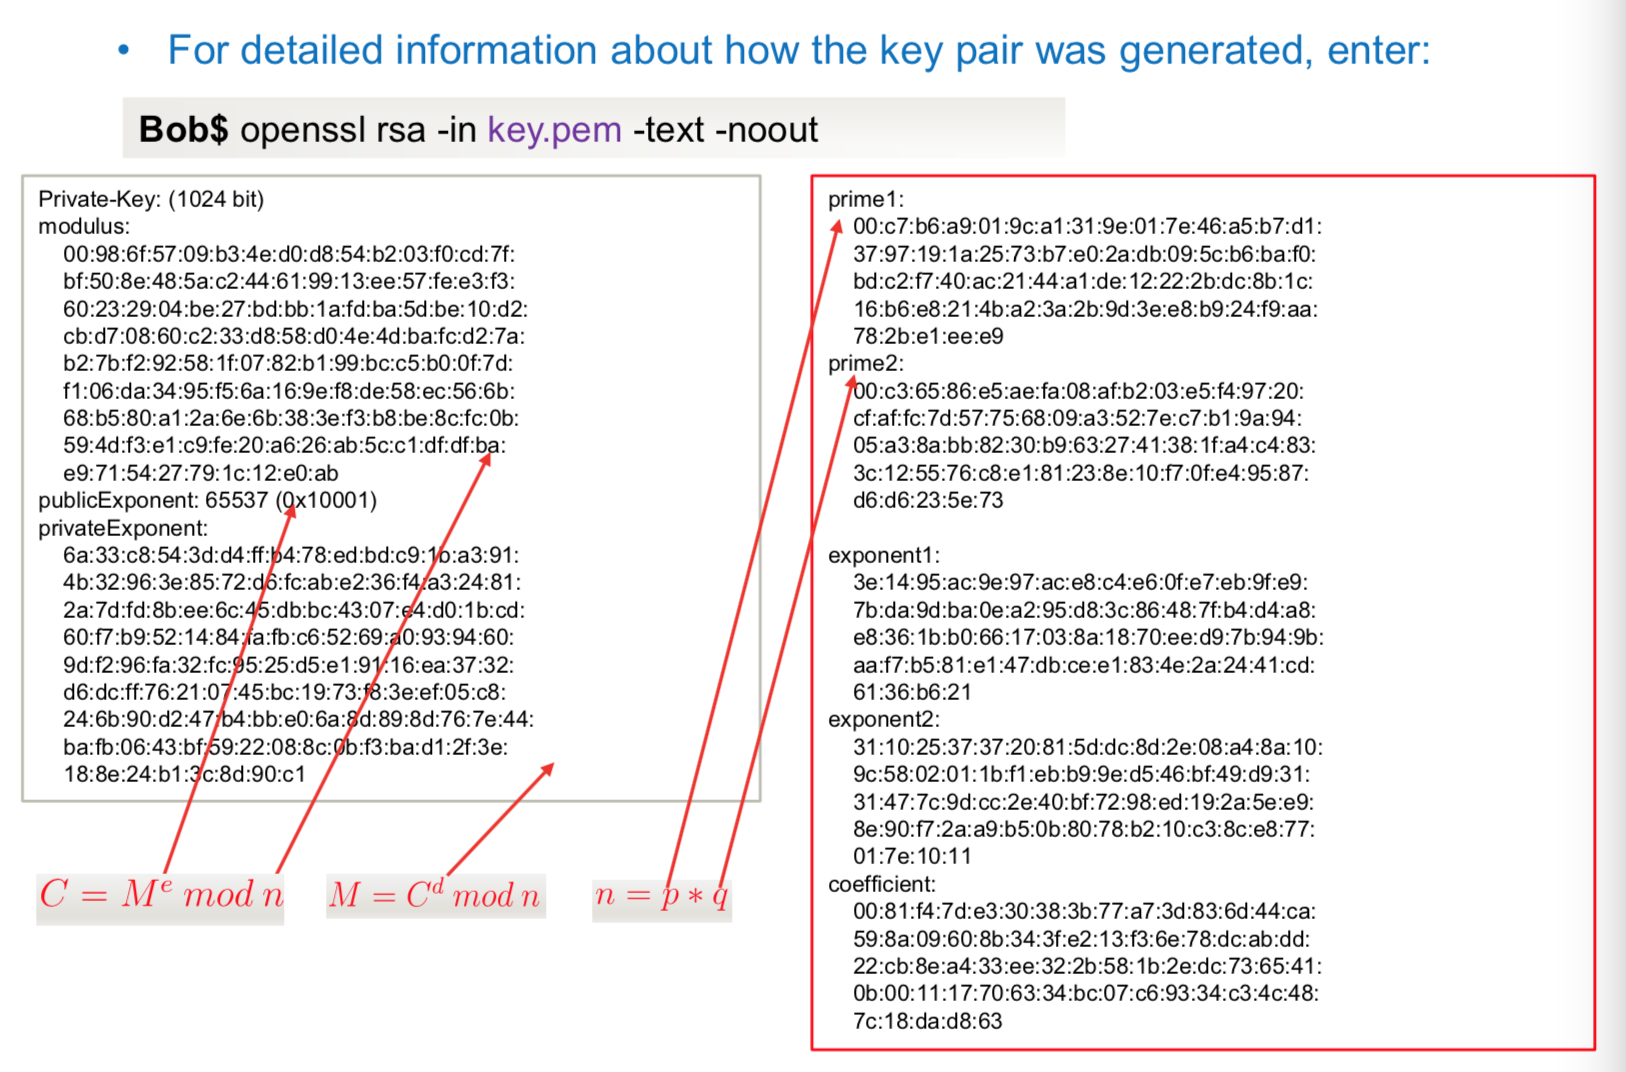 • For detailed information about how the key pair was generated, enter:
Bob$ openssl rsa -in key.pem -text -noout
Private-Key: (1024 bit)
modulus:
00:98:6f:57:09:b3:4e:d0:d8:54:b2:03:f0:cd:7f:
bf:50:8e:48:5a:c2:44:61:99:13:ee:57:fe:e3:f3:
60:23:29:04:be:27:bd:bb:1a:fd:ba:5d:be:10:d2:
cb:d7:08:60:c2:33:d8:58:d0:4e:4d:ba:fc:d2:7a:
b2:7b:f2:92:58:1f:07:82:b1:99:bc:c5:b0:0f:7d:
f1:06:da:34:95:f5:6a:16:9e:f8:de:58:ec:56:6b:
68:b5:80:a1:2a:6e:6b:38:3e:f3:b8:be:8c:fc:0b:
59:4d:f3:e1:c9:fe:20:a6:26:ab:5c:c1:df:df:ba:
e9:71:54:27:79:1c:12:e0:ab
publicExponent: 65537 (0x10001)
privateExponent:
6a:33:c8:54:3d:d4:ff:b4:78:ed:bd:c9:1b:a3:91:
4b:32:96:3e:85:72:d6:fc:ab:e2:36:f4:a3:24:81:
2a:7d:fd:8b:ee:6c:45:db:bc:43:07:e4:d0:1b:cd:
60:f7:b9:52:14:84:fa:fb:c6:52:69:a0:93:94:60:
9d:f2:96:fa:32:fc:95:25:d5:e1:91:16:ea:37:32:
d6:dc:ff:76:21:07:45:bc:19:73:f8:3e:ef:05:c8:
24:6b:90:d2:47:b4:bb:e0:6a:8d:89:8d:76:7e:44:
ba:fb:06:43:bf:59:22:08:8c:0b:f3:ba:d1:2f:3e:
18:8e:24:b1:3c:8d:90:c1
C = M^e mod n
M = C^d mod n
n = p * q
prime1:
00:c7:b6:a9:01:9c:a1:31:9e:01:7e:46:a5:b7:d1:
37:97:19:1a:25:73:b7:e0:2a:db:09:5c:b6:ba:f0:
bd:c2:f7:40:ac:21:44:a1:de:12:22:2b:dc:8b:1c:
16:b6:e8:21:4b:a2:3a:2b:9d:3e:e8:b9:24:f9:aa:
78:2b:e1:ee:e9
prime2:
00:c3:65:86:e5:ae:fa:08:af:b2:03:e5:f4:97:20:
cf:af:fc:7d:57:75:68:09:a3:52:7e:c7:b1:9a:94:
05:a3:8a:bb:82:30:b9:63:27:41:38:1f:a4:c4:83:
3c:12:55:76:c8:e1:81:23:8e:10:f7:0f:e4:95:87:
d6:d6:23:5e:73
exponent1:
3e:14:95:ac:9e:97:ac:e8:c4:e6:0f:e7:eb:9f:e9:
7b:da:9d:ba:0e:a2:95:d8:3c:86:48:7f:b4:d4:a8:
e8:36:1b:b0:66:17:03:8a:18:70:ee:d9:7b:94:9b:
aa:f7:b5:81:e1:47:db:ce:e1:83:4e:2a:24:41:cd:
61:36:b6:21
exponent2:
31:10:25:37:37:20:81:5d:dc:8d:2e:08:a4:8a:10:
9c:58:02:01:1b:f1:eb:b9:9e:d5:46:bf:49:d9:31:
31:47:7c:9d:cc:2e:40:bf:72:98:ed:19:2a:5e:e9:
8e:90:f7:2a:a9:b5:0b:80:78:b2:10:c3:8c:e8:77:
01:7e:10:11
coefficient:
00:81:f4:7d:e3:30:38:3b:77:a7:3d:83:6d:44:ca:
59:8a:09:60:8b:34:3f:e2:13:f3:6e:78:dc:ab:dd:
22:cb:8e:a4:33:ee:32:2b:58:1b:2e:dc:73:65:41:
0b:00:11:17:70:63:34:bc:07:c6:93:34:c3:4c:48:
7c:18:da:d8:63